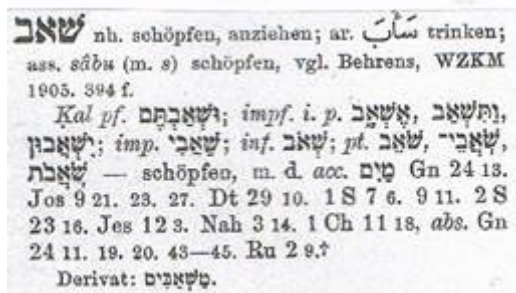 שׁאב nh. schöpfen, anziehen; ar. سَأَبَ trinken;
ass. sâbu (m. s) schöpfen, vgl. Behrens, WZKM
1905. 394 f.
Ḳal pf. וּשְׁאַבְתֶּם; impf. i. p. אֶשְׁאָב, וַתִּשְׁאַב,
יִשְׁאֲבוּן; imp. שַׁאֲבִי; inf. שְׁאֹב; pt. שֹׁאֵב, שֹׁאֲבֵי־,
שֹׁאֲבֹת — schöpfen, m. d. acc. מַיִם Gn 24 13.
Jos 9 21. 23. 27. Dt 29 10. 1 S 7 6. 9 11. 2 S
23 16. Jes 12 3. Nah 3 14. 1 Ch 11 18, abs. Gn
24 11. 19. 20. 43—45. Ru 2 9.†
Derivat: מַשְׁאַבִּים.